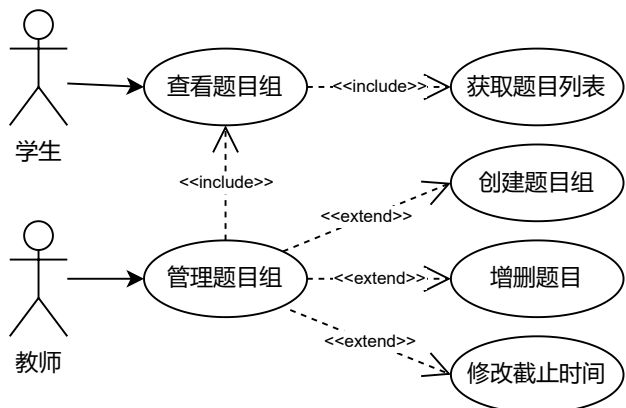 查看题目组
<<include>>
获取题目列表
学生
<<include>>
创建题目组
<<extend>>
管理题目组
<<extend>>
增删题目
<<extend>>
教师
修改截止时间